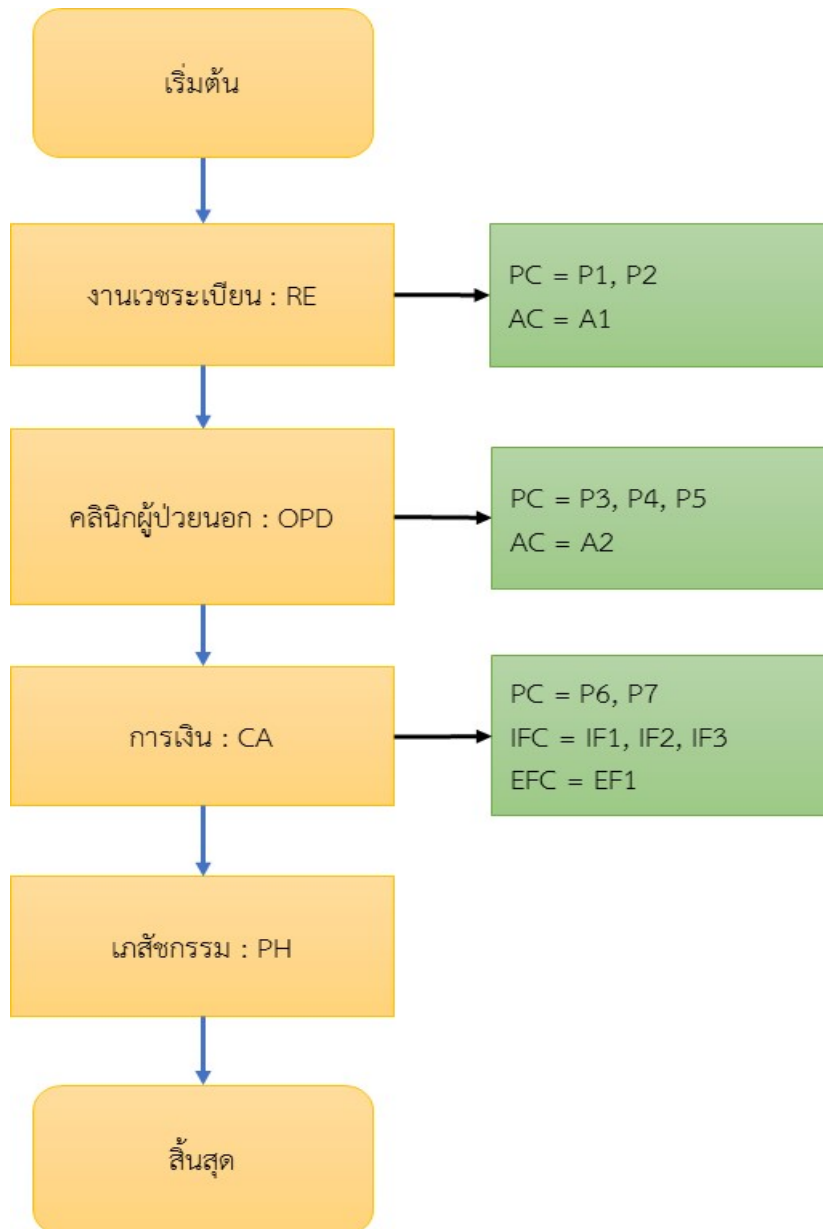 เริ่มต้น
งานเวชระเบียน : RE
PC = P1, P2
AC = A1
คลินิกผู้ป่วยนอก : OPD
PC = P3, P4, P5
AC = A2
การเงิน : CA
PC = P6, P7
IFC = IF1, IF2, IF3
EFC = EF1
เภสัชกรรม : PH
สิ้นสุด